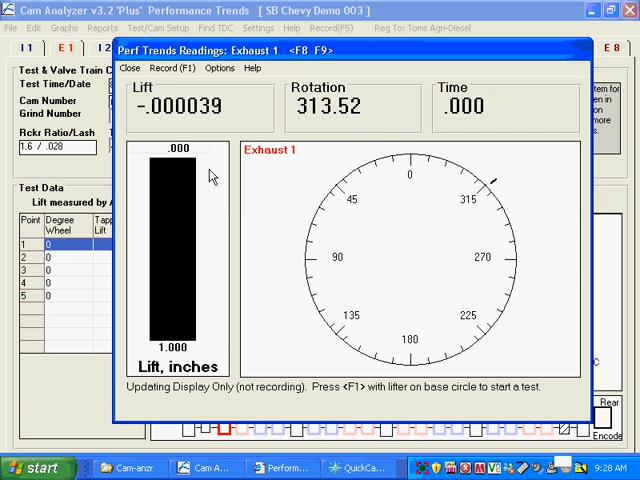 Cam Analyzer v3.2 'Plus' Performance Trends [ SB Chevy Demo 003 ]
File Edit Graphs Reports Test/Cam Setup Find TDC Settings Help Record(F5) Reg To: Toms Agri-Diesel
I 1 E 1 I 2 E 8
Perf Trends Readings: Exhaust 1 <F8 F9>
Close Record (F1) Options Help
Test & Valve Train C
Test Time/Date
Cam Number
Grind Number
Rckr Ratio/Lash
1.6 / .028
Lift
-.000039
Rotation
313.52
Time
.000
em for
en in
on
more
s.
.000
1.000
Lift, inches
Exhaust 1
0
45
315
90
270
135
225
180
Test Data
Lift measured by
Point Degree Wheel Tapp Lift
1 0
2 0
3 0
4 0
5 0
Updating Display Only (not recording). Press <F1> with lifter on base circle to start a test.
C
Rear
Encode
start Cam-anzr Cam A... Perform... QuickCa... 9:28 AM